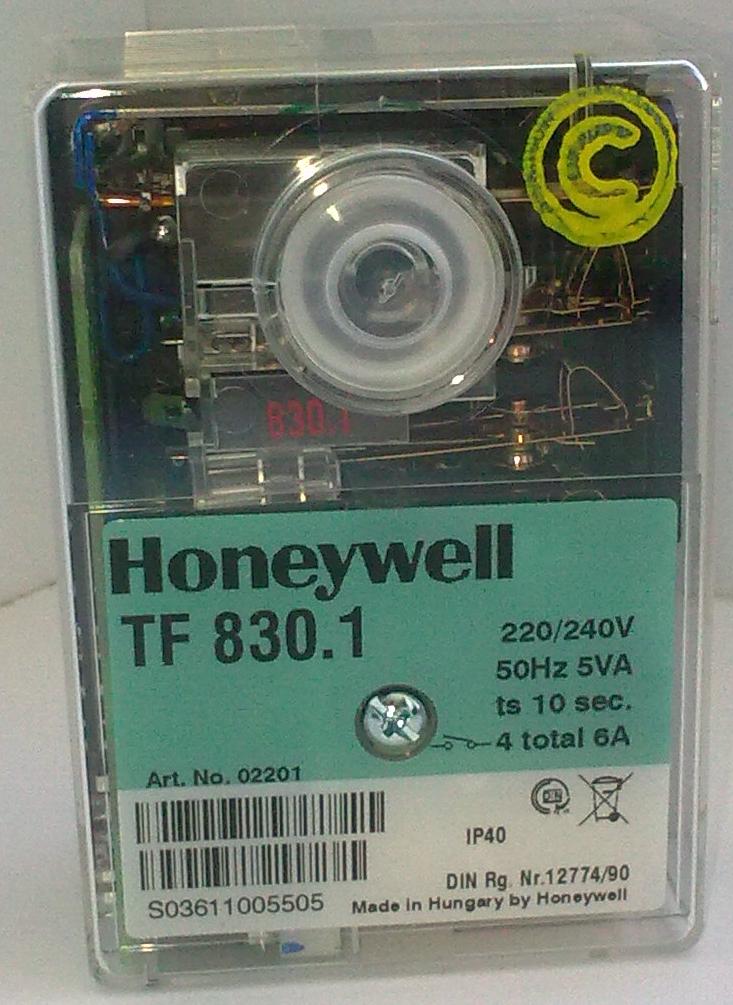 ©
830.1
Honeywell
TF 830.1
220/240V
50Hz 5VA
ts 10 sec.
4 total 6A
Art. No. 02201
IP40
DIN
DIN Rg. Nr.12774/90
S03611005505
Made in Hungary by Honeywell